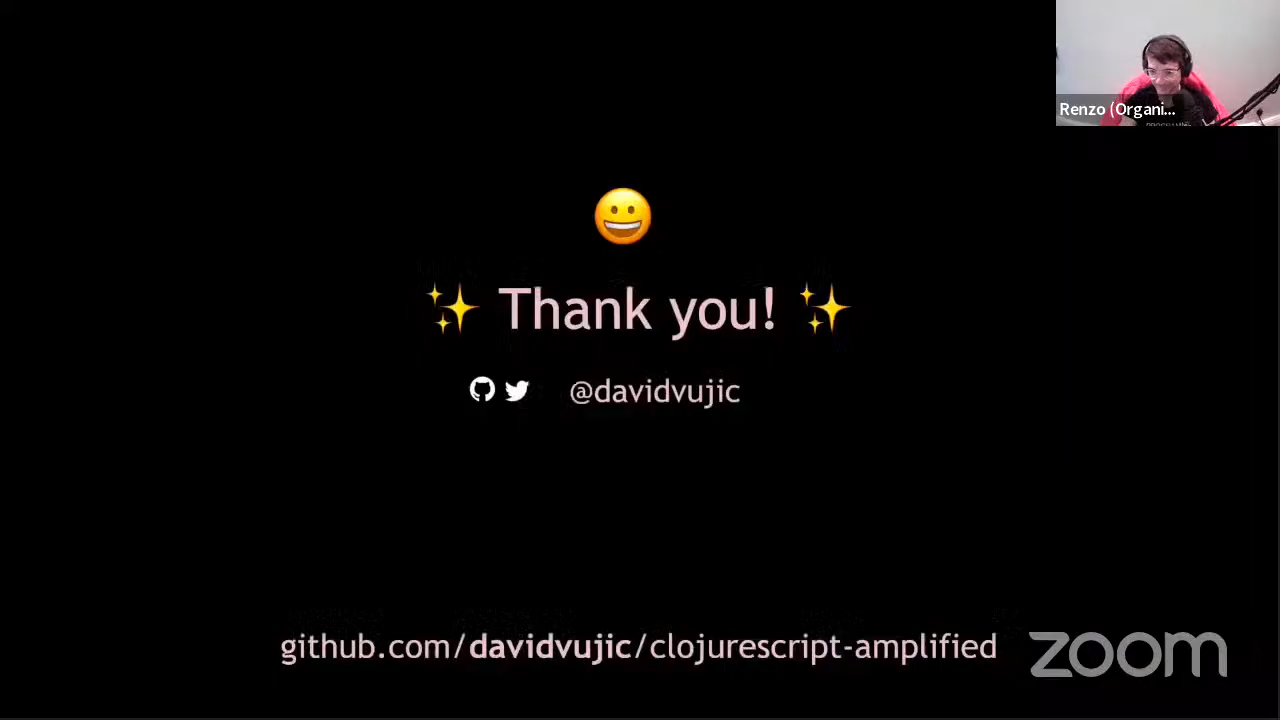 Renzo (Organi...
✨ Thank you! ✨
@davidvujic
github.com/davidvujic/clojurescript-amplified
zoom